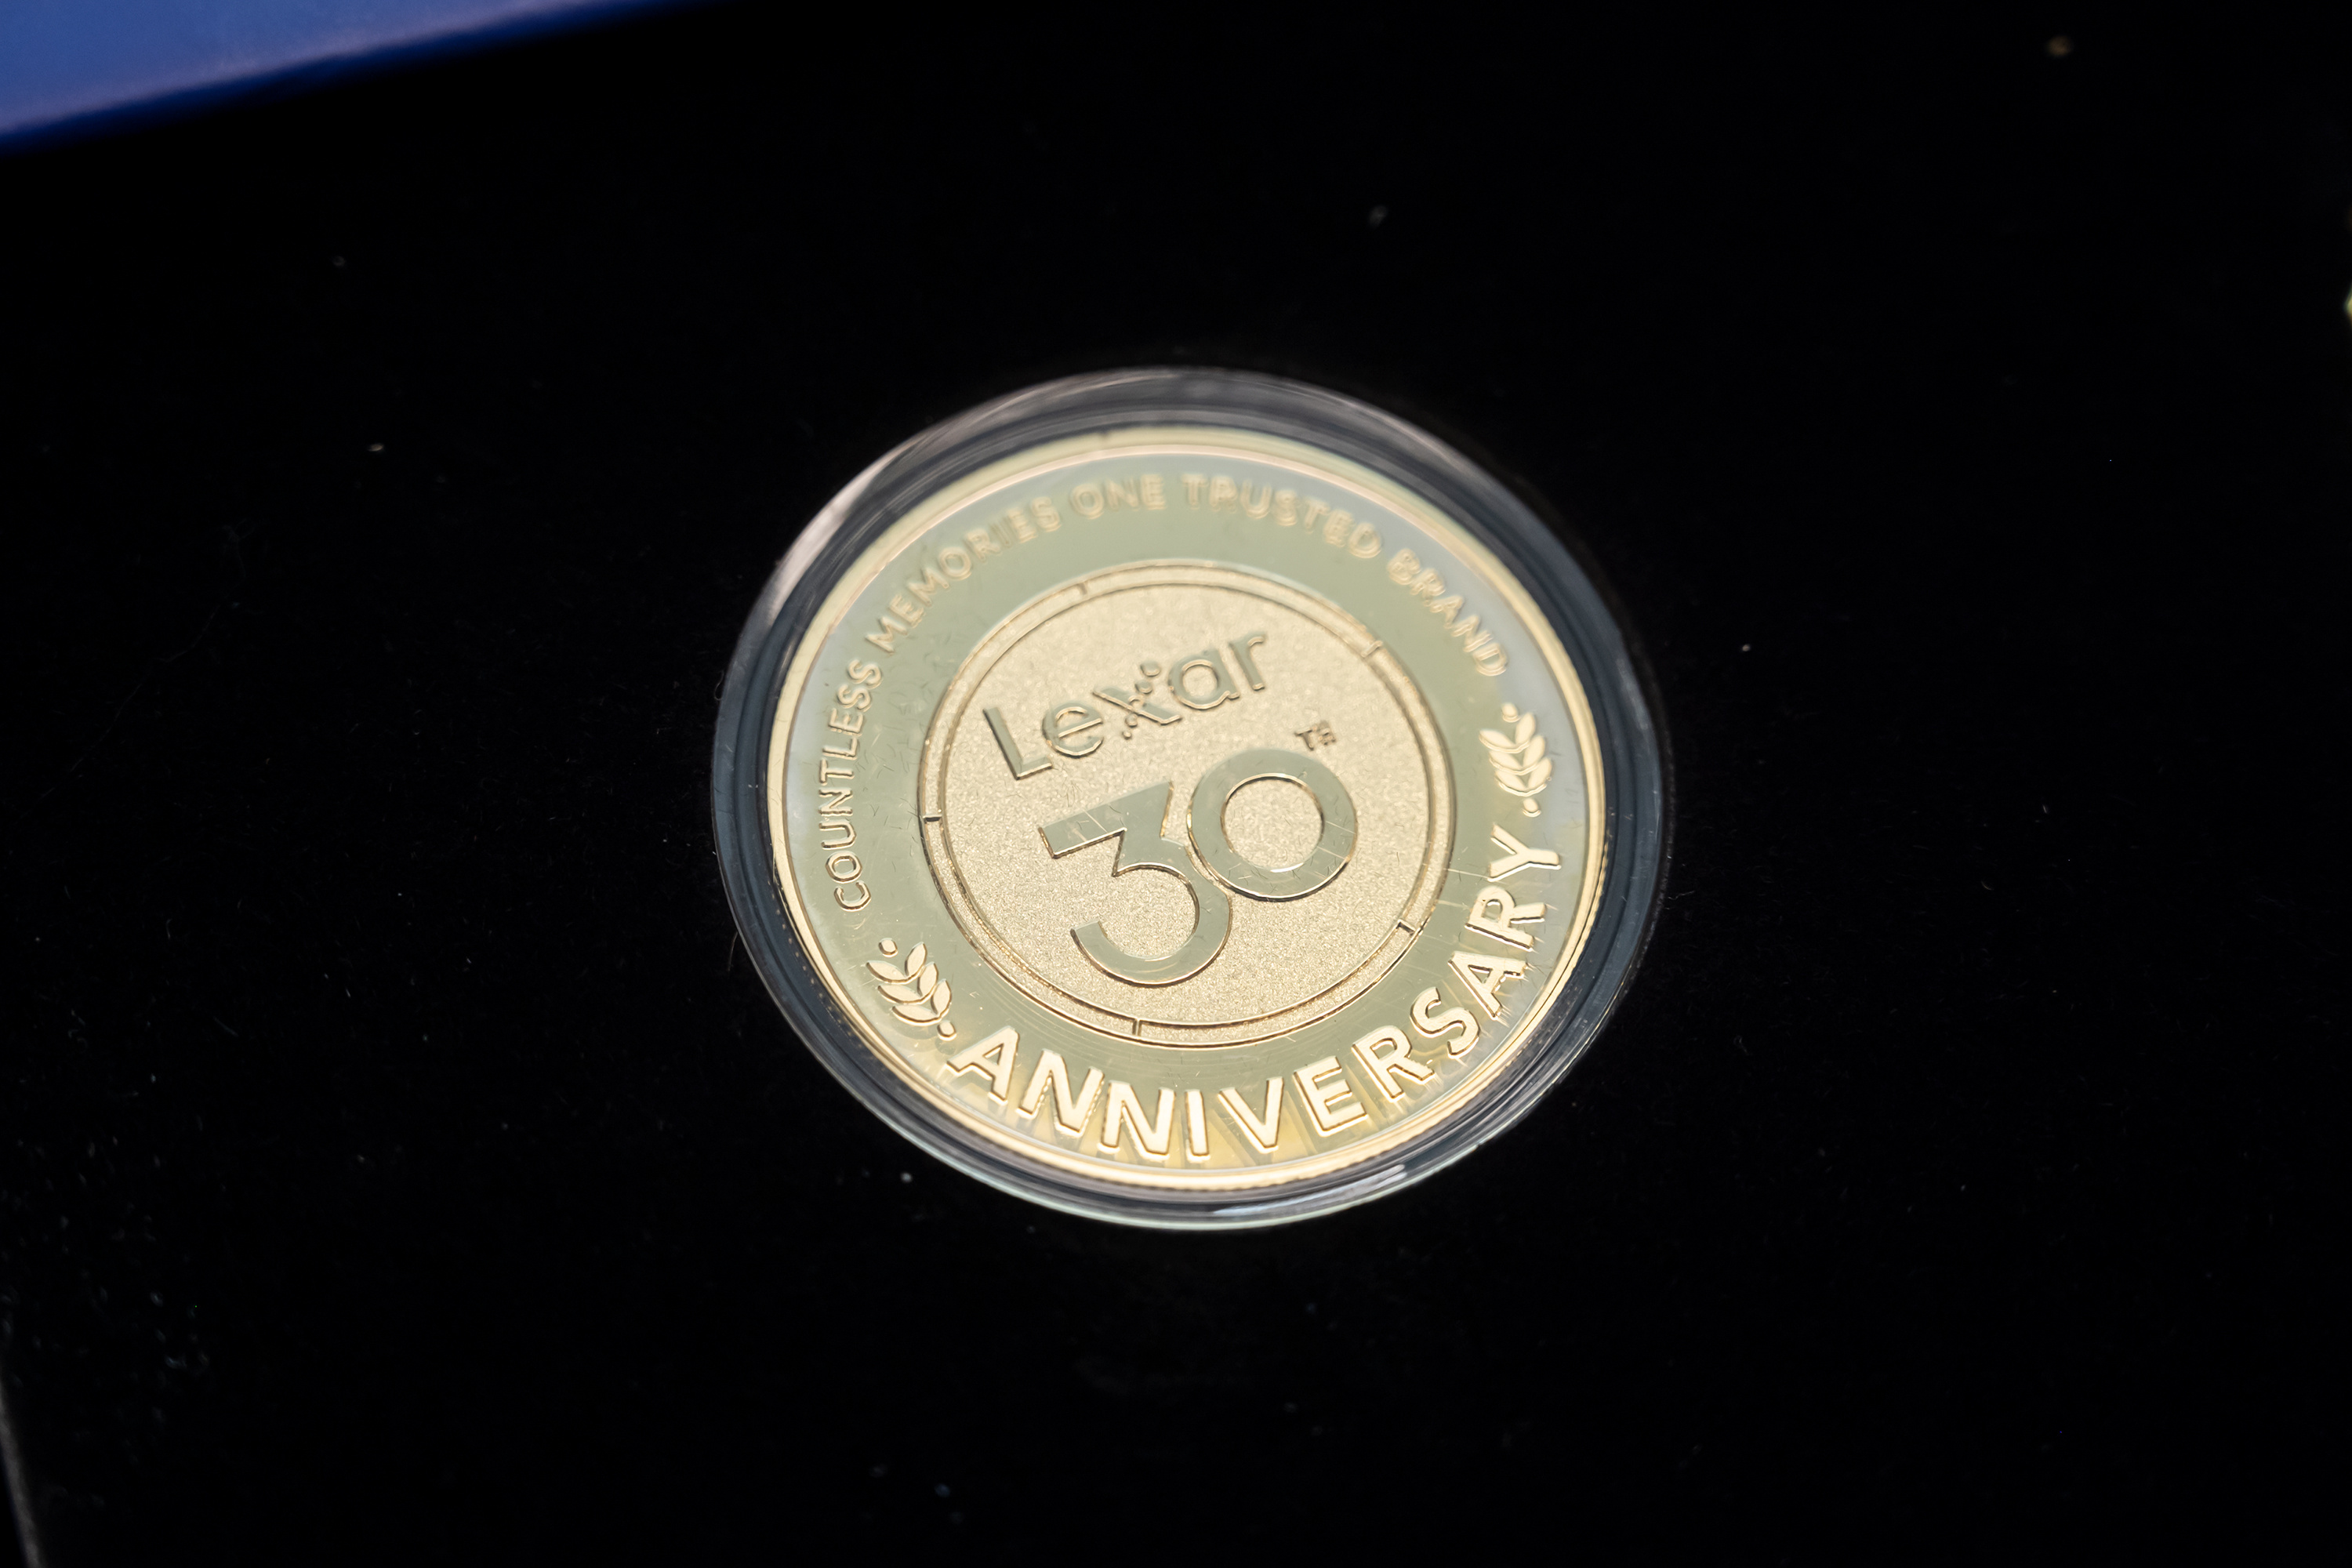 COUNTLESS MEMORIES ONE TRUSTED BRAND
Lexar
30TH
ANNIVERSARY